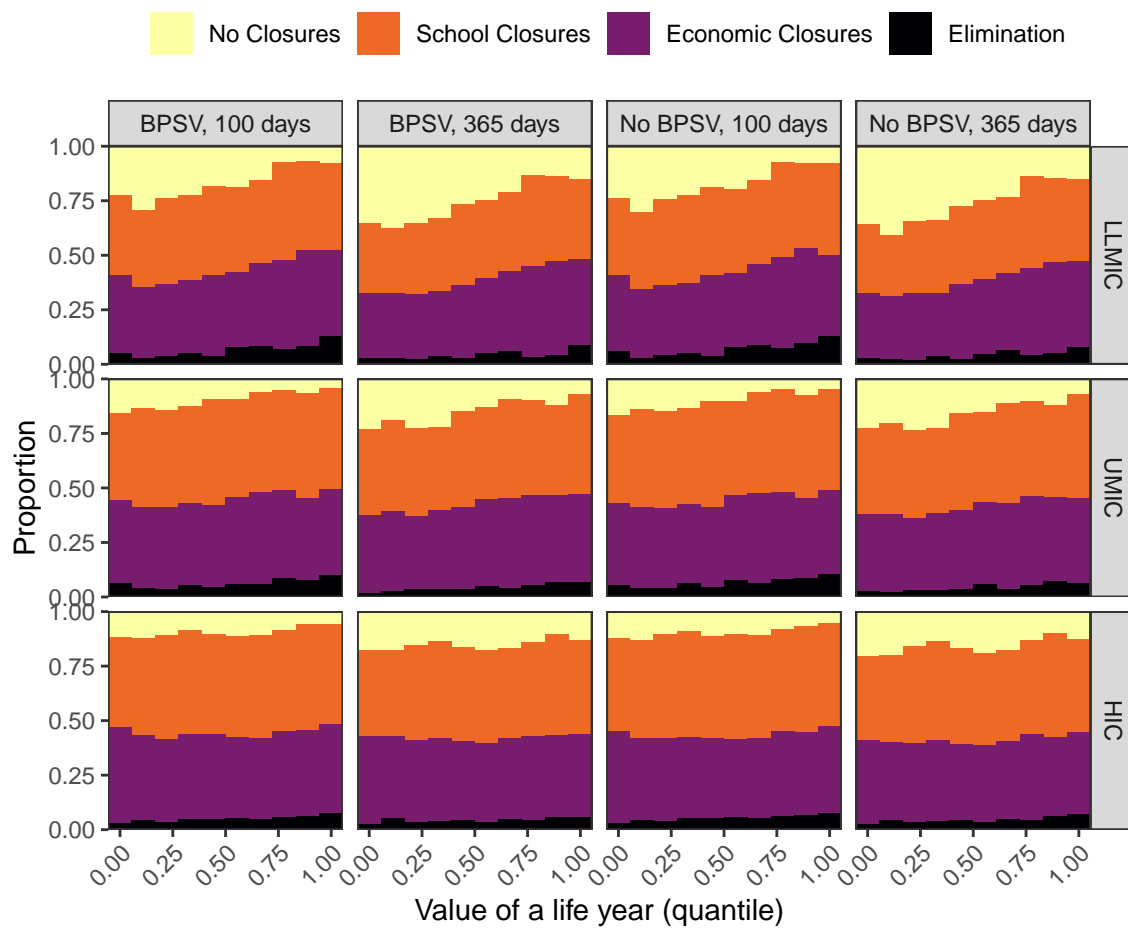 No Closures School Closures Economic Closures Elimination
BPSV, 100 days BPSV, 365 days No BPSV, 100 days No BPSV, 365 days
1.00
0.75
0.50
0.25
0.00
LLMIC
1.00
0.75
0.50
0.25
0.00
UMIC
1.00
0.75
0.50
0.25
0.00
HIC
Proportion
0.00 0.25 0.50 0.75 1.00 0.00 0.25 0.50 0.75 1.00 0.00 0.25 0.50 0.75 1.00 0.00 0.25 0.50 0.75 1.00
Value of a life year (quantile)